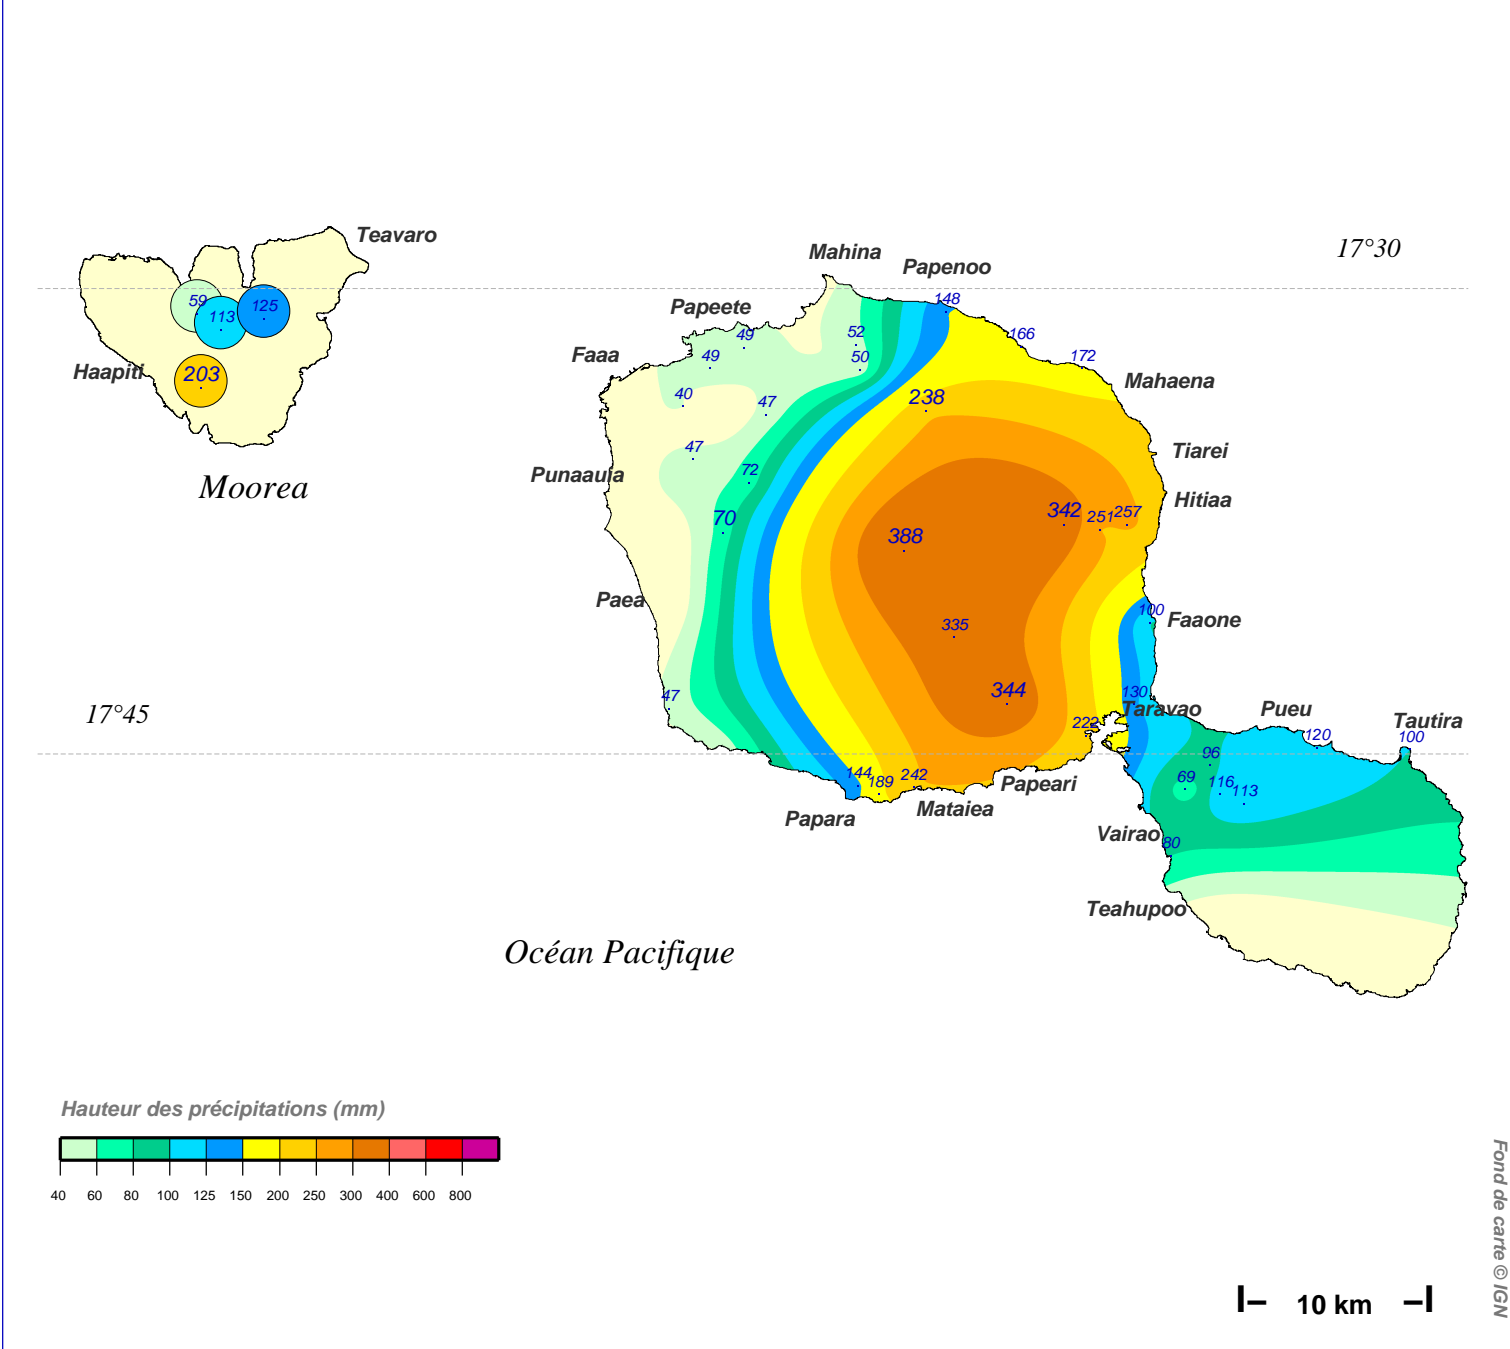 Teavaro
17°30
Mahina
Papenoo
59
113
125
148
Papeete
49
52
166
Faaa
49
50
172
Haapiti
203
40
47
238
Mahaena
47
Tiarei
Moorea
Punaauia
72
Hitiaa
70
342
251
257
388
Paea
100
Faaone
335
47
344
130
17°45
222
Taravao
Pueu
Tautira
120
100
96
144
189
242
69
116
113
Papeari
Papara
Mataiea
Vairao
80
Teahupoo
Océan Pacifique
Hauteur des précipitations (mm)
40 60 80 100 125 150 200 250 300 400 600 800
10 km
Fond de carte © IGN